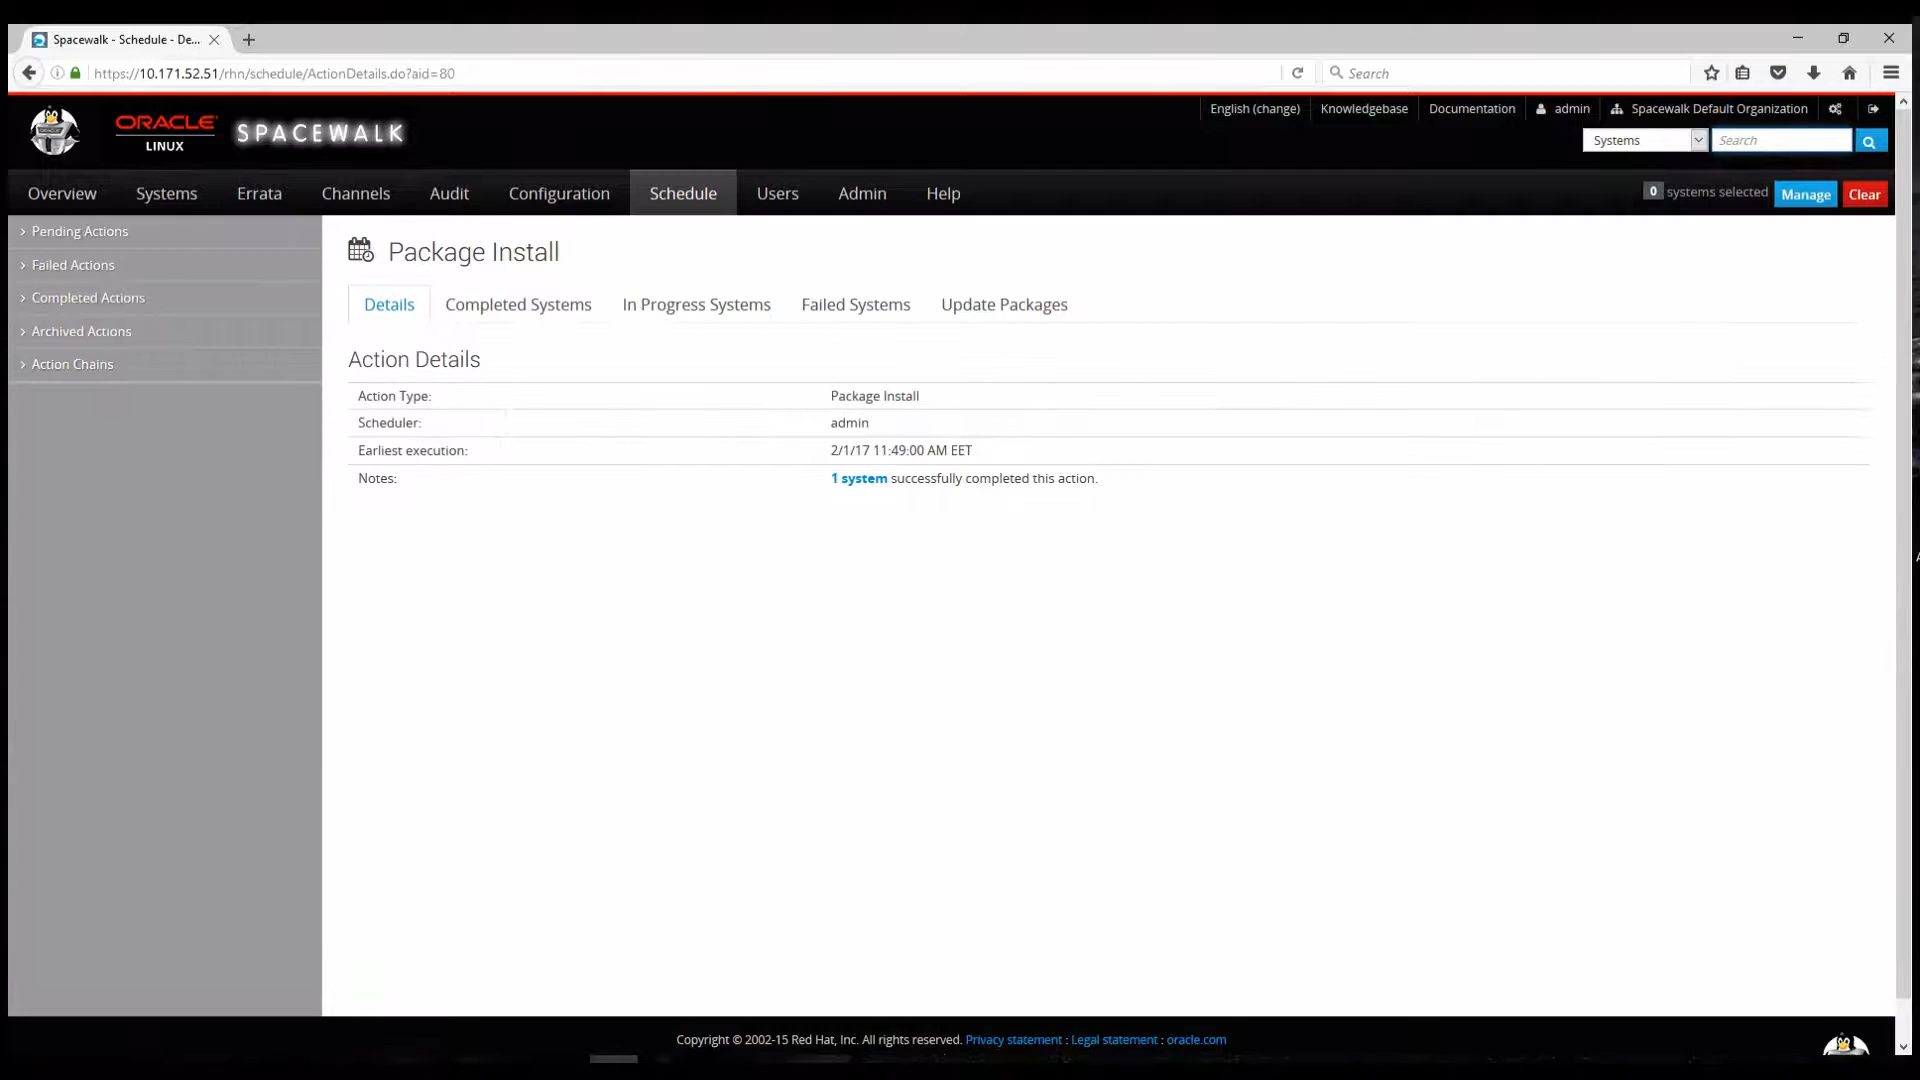 Spacewalk - Schedule - De...
https://10.171.52.51/rhn/schedule/ActionDetails.do?aid=80
Search
ORACLE
LINUX
SPACEWALK
English (change)
Knowledgebase
Documentation
admin
Spacewalk Default Organization
Systems
Search
Overview
Systems
Errata
Channels
Audit
Configuration
Schedule
Users
Admin
Help
0 systems selected
Manage
Clear
Pending Actions
Failed Actions
Completed Actions
Archived Actions
Action Chains
Package Install
Details
Completed Systems
In Progress Systems
Failed Systems
Update Packages
Action Details
Action Type: Package Install
Scheduler: admin
Earliest execution: 2/1/17 11:49:00 AM EET
Notes: 1 system successfully completed this action.
Copyright © 2002-15 Red Hat, Inc. All rights reserved. Privacy statement : Legal statement : oracle.com